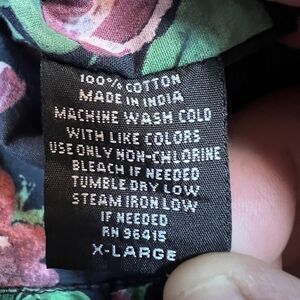 100% COTTON
MADE IN INDIA
MACHINE WASH COLD
WITH LIKE COLORS
USE ONLY NON-CHLORINE
BLEACH IF NEEDED
TUMBLE DRY LOW
STEAM IRON LOW
IF NEEDED
RN 96415
X-LARGE